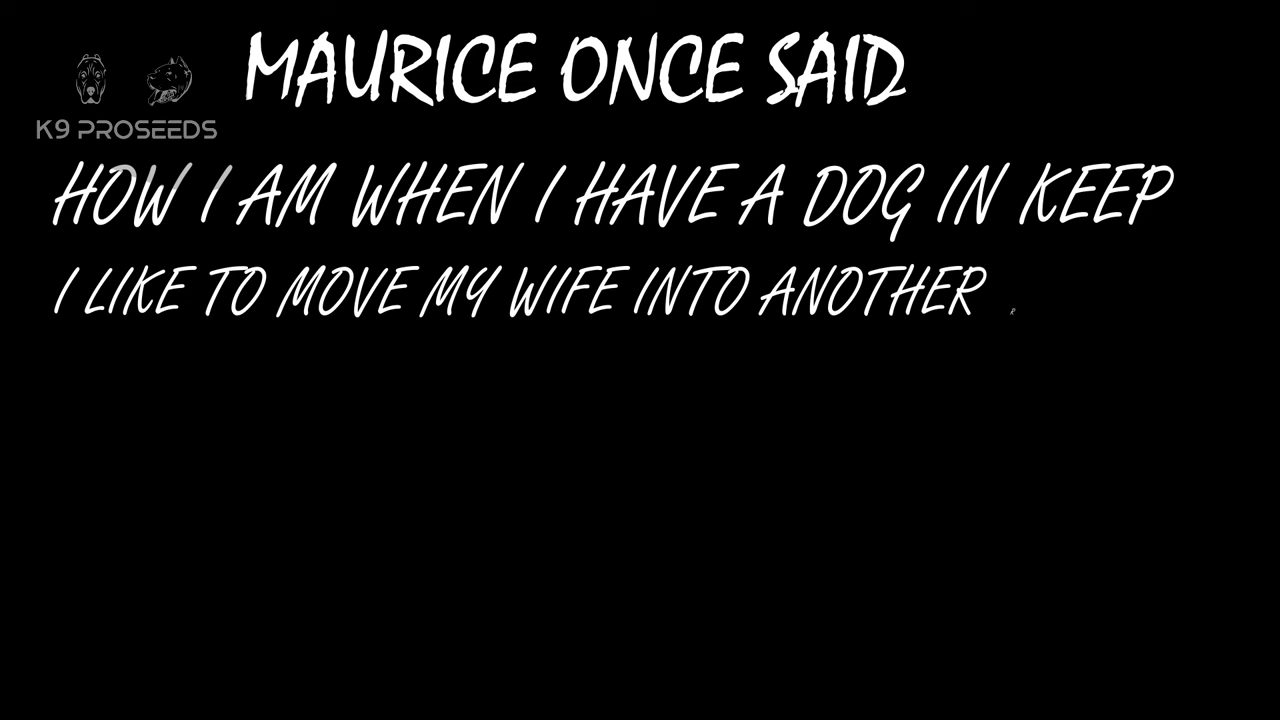 MAURICE ONCE SAID
K9 PROSEEDS
HOW I AM WHEN I HAVE A DOG IN KEEP
I LIKE TO MOVE MY WIFE INTO ANOTHER R